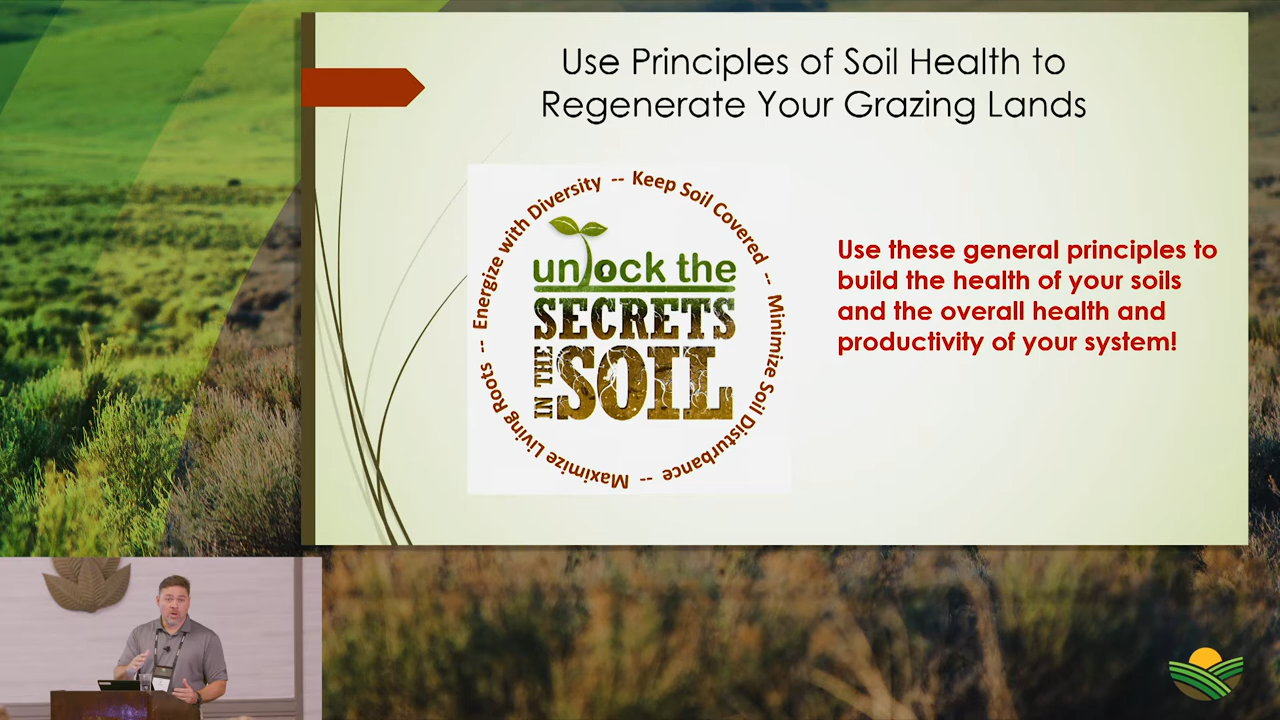 Use Principles of Soil Health to
Regenerate Your Grazing Lands
Energize with Diversity -- Keep Soil Covered -- Minimize Soil Disturbance -- Maximize Living Roots --
unlock the
SECRETS
IN THE
SOIL
Use these general principles to
build the health of your soils
and the overall health and
productivity of your system!